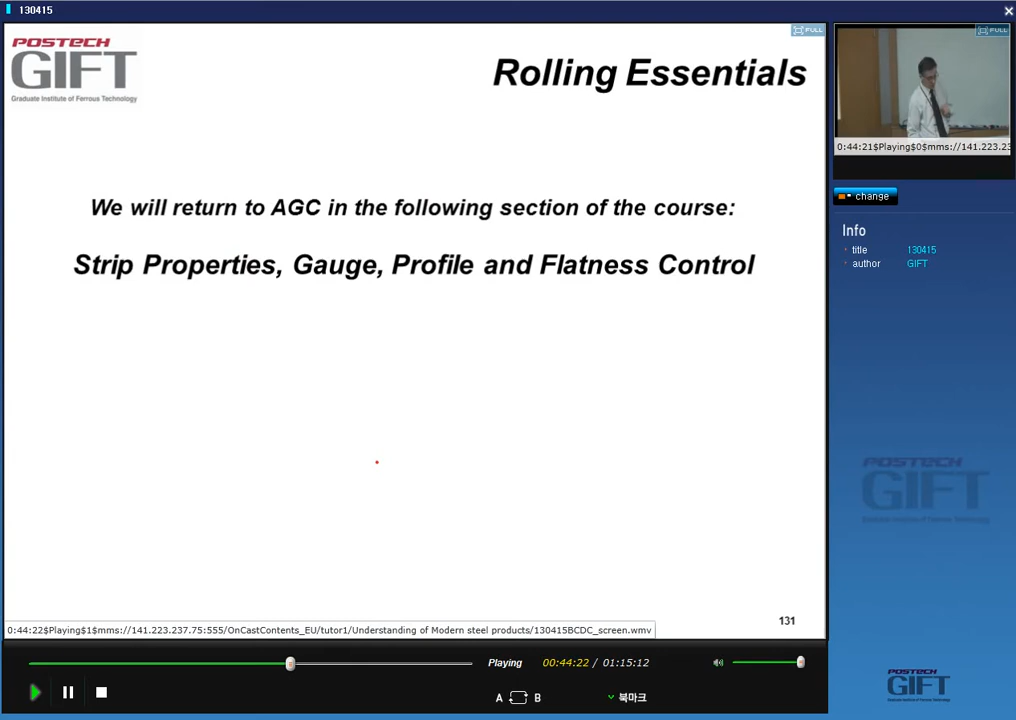 130415
POSTECH
GIFT
Graduate Institute of Ferrous Technology
Rolling Essentials
We will return to AGC in the following section of the course:
Strip Properties, Gauge, Profile and Flatness Control
131
0:44:22$Playing$1$mms://141.223.237.75:555/OnCastContents_EU/tutor1/Understanding of Modern steel products/130415BCDC_screen.wmv
Playing
00:44:22 / 01:15:12
A
B
북마크
FULL
FULL
0:44:21$Playing$0$mms://141.223.23
change
Info
title 130415
author GIFT
POSTECH
GIFT
POSTECH
GIFT